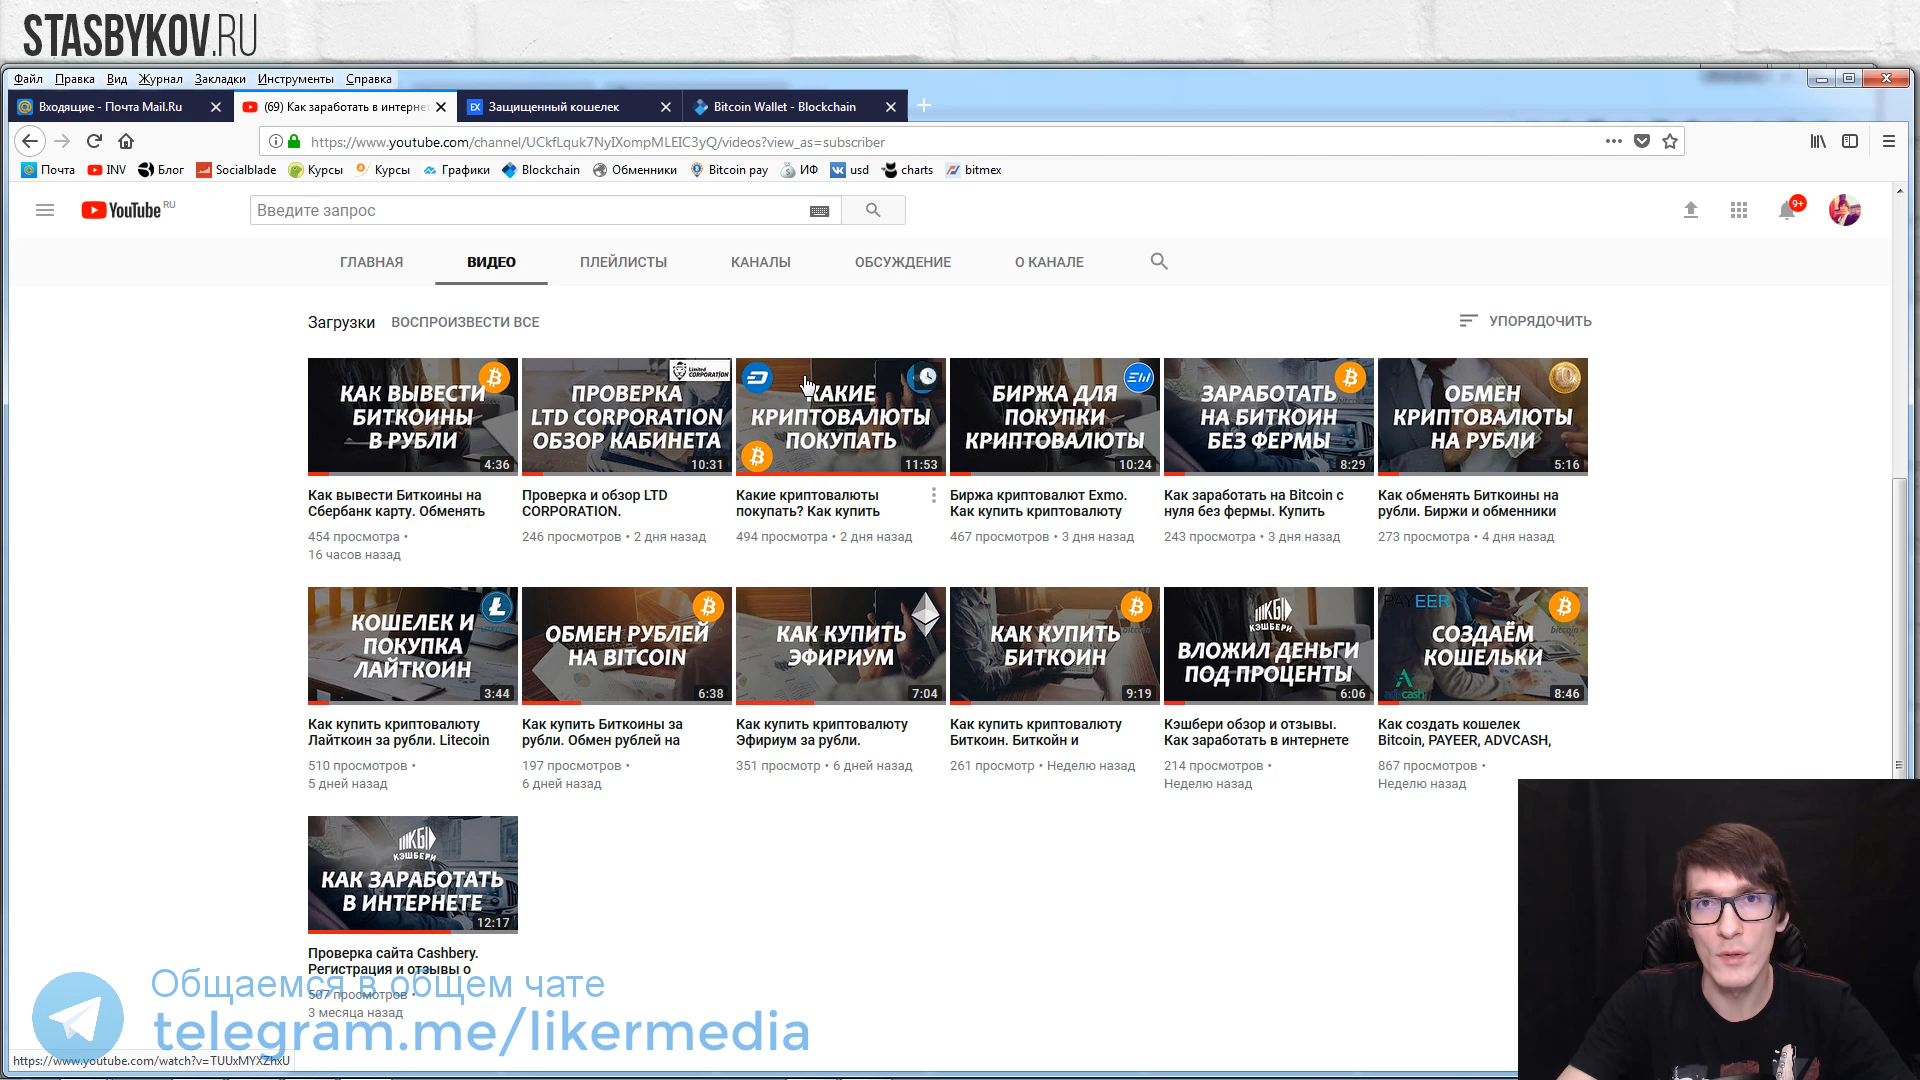 STASBYKOV.RU
Файл Правка Вид Журнал Закладки Инструменты Справка
Входящие - Почта Mail.Ru
(69) Как заработать в интернет
EX Защищенный кошелек
Bitcoin Wallet - Blockchain
https://www.youtube.com/channel/UCkfLquk7NyIXompMLEIC3yQ/videos?view_as=subscriber
Почта INV Блог Socialblade Курсы Курсы Графики Blockchain Обменники Bitcoin pay ИФ usd charts bitmex
YouTube RU
Введите запрос
9+
ГЛАВНАЯ ВИДЕО ПЛЕЙЛИСТЫ КАНАЛЫ ОБСУЖДЕНИЕ О КАНАЛЕ
Загрузки ВОСПРОИЗВЕСТИ ВСЕ
УПОРЯДОЧИТЬ
КАК ВЫВЕСТИ
БИТКОИНЫ
В РУБЛИ
4:36
Как вывести Биткоины на
Сбербанк карту. Обменять
454 просмотра •
16 часов назад
Limited
CORPORATION
ПРОВЕРКА
LTD CORPORATION
ОБЗОР КАБИНЕТА
10:31
Проверка и обзор LTD
CORPORATION.
246 просмотров • 2 дня назад
КАКИЕ
КРИПТОВАЛЮТЫ
ПОКУПАТЬ
11:53
Какие криптовалюты
покупать? Как купить
494 просмотра • 2 дня назад
БИРЖА ДЛЯ
ПОКУПКИ
КРИПТОВАЛЮТЫ
10:24
Биржа криптовалют Exmo.
Как купить криптовалюту
467 просмотров • 3 дня назад
ЗАРАБОТАТЬ
НА БИТКОИН
БЕЗ ФЕРМЫ
8:29
Как заработать на Bitcoin с
нуля без фермы. Купить
243 просмотра • 3 дня назад
ОБМЕН
КРИПТОВАЛЮТЫ
НА РУБЛИ
5:16
Как обменять Биткоины на
рубли. Биржи и обменники
273 просмотра • 4 дня назад
КОШЕЛЕК И
ПОКУПКА
ЛАЙТКОИН
3:44
Как купить криптовалюту
Лайткоин за рубли. Litecoin
510 просмотров •
5 дней назад
ОБМЕН РУБЛЕЙ
НА BITCOIN
6:38
Как купить Биткоины за
рубли. Обмен рублей на
197 просмотров •
6 дней назад
КАК КУПИТЬ
ЭФИРИУМ
7:04
Как купить криптовалюту
Эфириум за рубли.
351 просмотр • 6 дней назад
КАК КУПИТЬ
БИТКОИН
9:19
Как купить криптовалюту
Биткоин. Биткойн и
261 просмотр • Неделю назад
КЭШБЕРИ
ВЛОЖИЛ ДЕНЬГИ
ПОД ПРОЦЕНТЫ
6:06
Кэшбери обзор и отзывы.
Как заработать в интернете
214 просмотров •
Неделю назад
PAYEER
bitcoin
СОЗДАЁМ
КОШЕЛЬКИ
advcash
8:46
Как создать кошелек
Bitcoin, PAYEER, ADVCASH,
867 просмотров •
Неделю назад
КЭШБЕРИ
КАК ЗАРАБОТАТЬ
В ИНТЕРНЕТЕ
12:17
Проверка сайта Cashbery.
Регистрация и отзывы о
507 просмотров •
3 месяца назад
Общаемся в общем чате
telegram.me/likermedia
https://www.youtube.com/watch?v=TUUxMYXZhxU